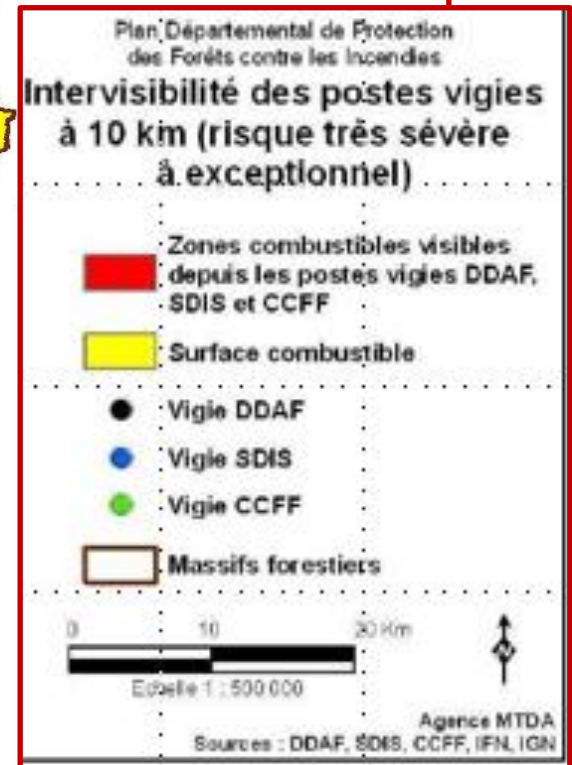 Plan Départemental de Protection
des Forêts contre les Incendies
Intervisibilité des postes vigies
à 10 km (risque très sévère
à exceptionnel)
Zones combustibles visibles
depuis les postes vigies DDAF,
SDIS et CCFF
Surface combustible
Vigie DDAF
Vigie SDIS
Vigie CCFF
Massifs forestiers
0 10 20 Km
N
Echelle 1 : 500 000
Agence MTDA
Sources : DDAF, SDIS, CCFF, IFN, IGN